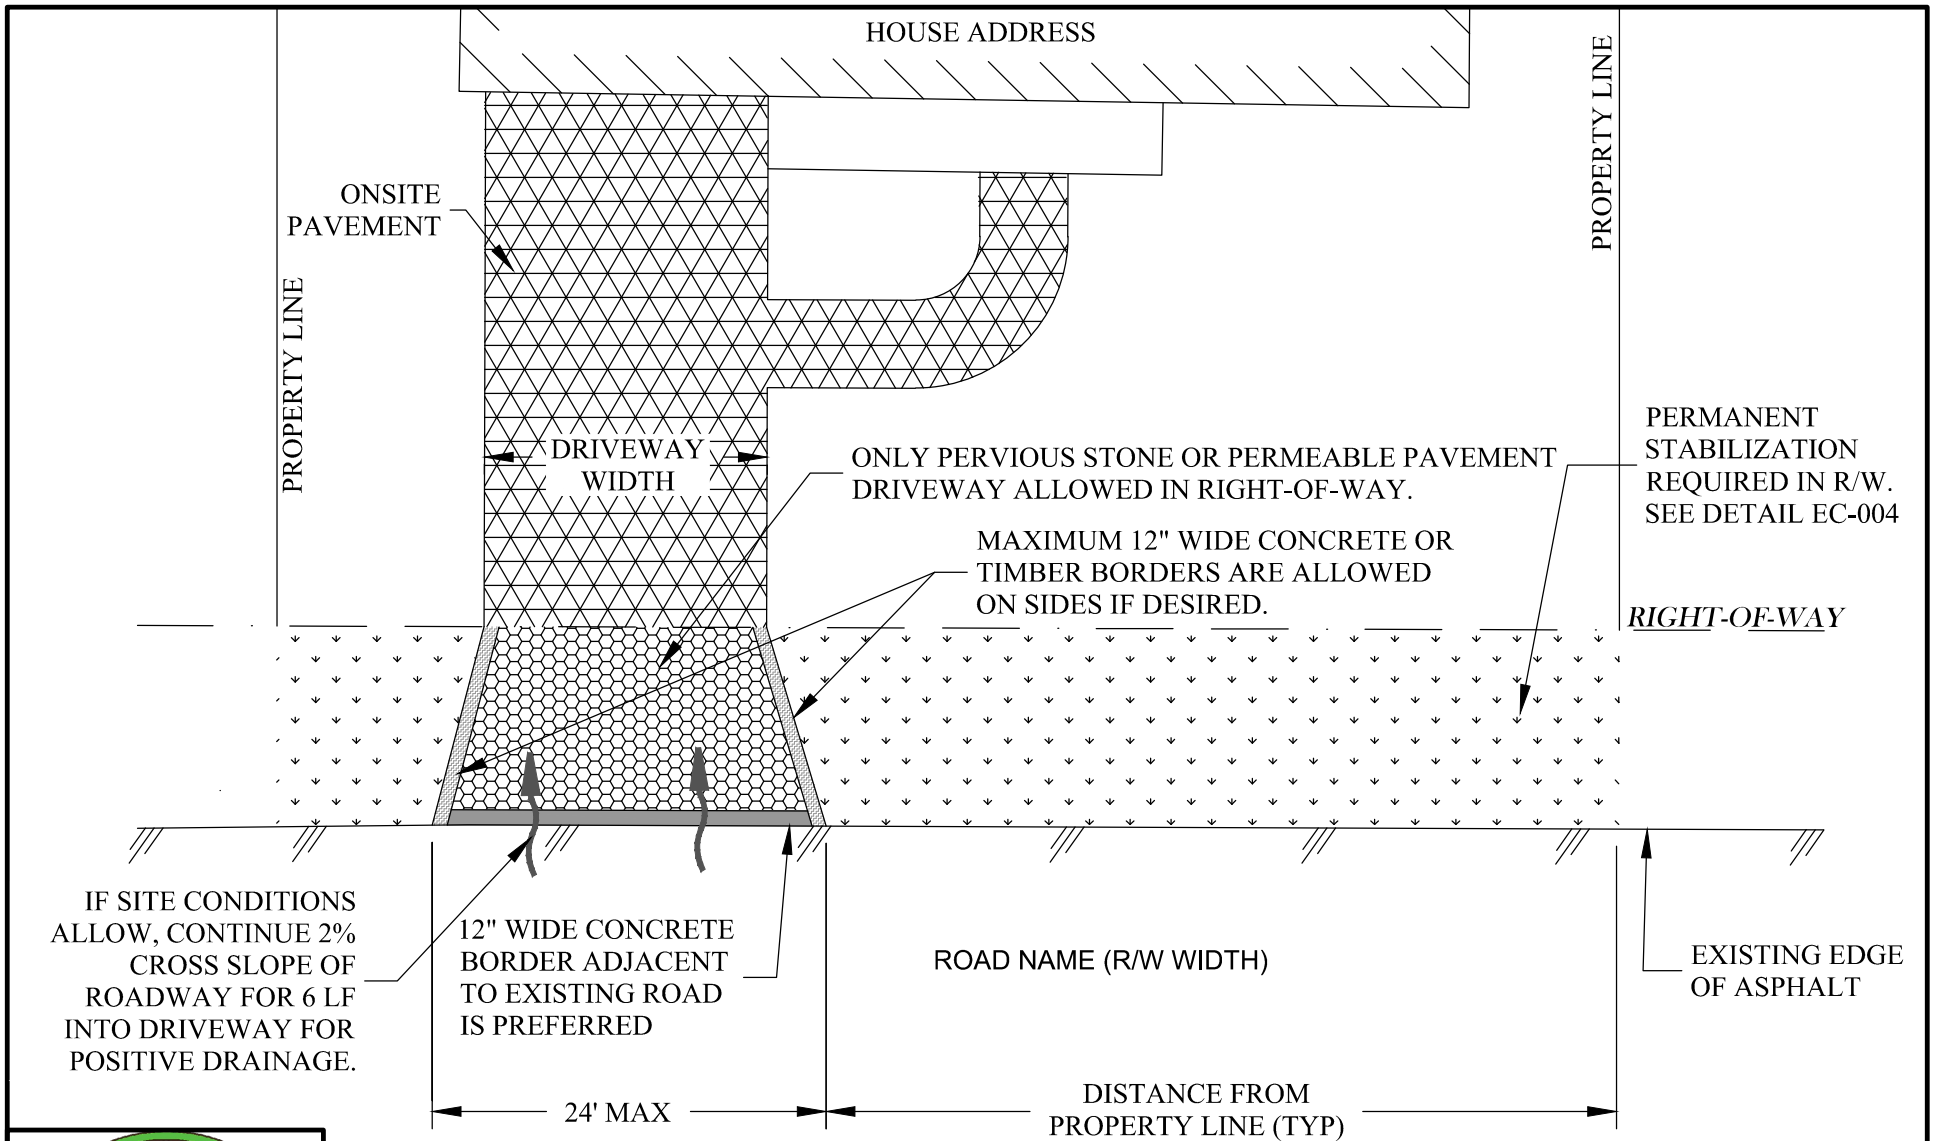 HOUSE ADDRESS
PROPERTY LINE
ONSITE
PAVEMENT
PROPERTY LINE
DRIVEWAY
WIDTH
ONLY PERVIOUS STONE OR PERMEABLE PAVEMENT
DRIVEWAY ALLOWED IN RIGHT-OF-WAY.
PERMANENT
STABILIZATION
REQUIRED IN R/W.
SEE DETAIL EC-004
MAXIMUM 12" WIDE CONCRETE OR
TIMBER BORDERS ARE ALLOWED
ON SIDES IF DESIRED.
RIGHT-OF-WAY
IF SITE CONDITIONS
ALLOW, CONTINUE 2%
CROSS SLOPE OF
ROADWAY FOR 6 LF
INTO DRIVEWAY FOR
POSITIVE DRAINAGE.
12" WIDE CONCRETE
BORDER ADJACENT
TO EXISTING ROAD
IS PREFERRED
ROAD NAME (R/W WIDTH)
EXISTING EDGE
OF ASPHALT
24' MAX
DISTANCE FROM
PROPERTY LINE (TYP)